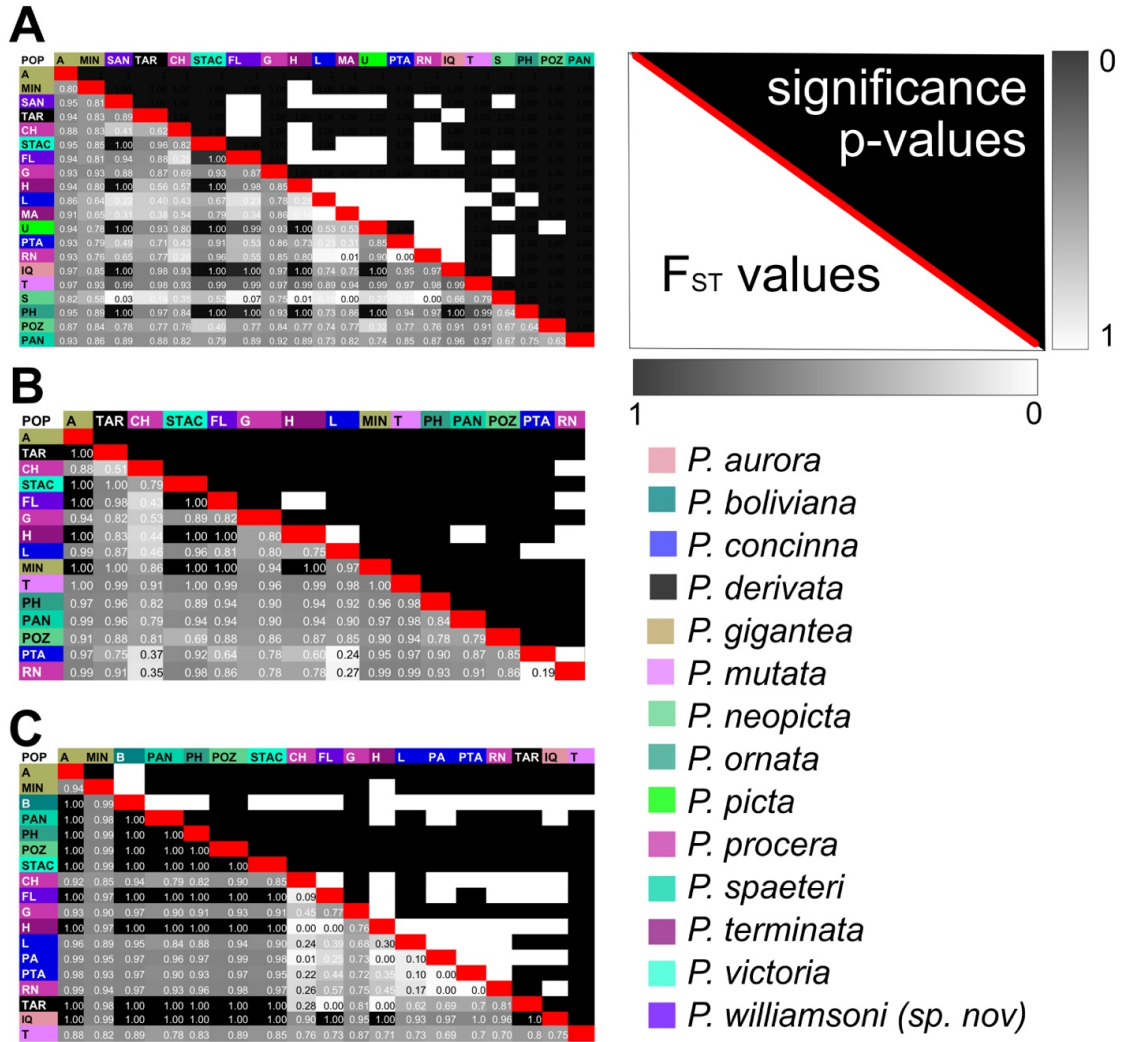 A
POP A MIN SAN TAR CH STAC FL G H L MA U PTA RN IQ T S PH POZ PAN
A
MIN 0.80
SAN 0.95 0.81
TAR 0.94 0.83 0.89
CH 0.88 0.83 0.41 0.62
STAC 0.95 0.85 1.00 0.96 0.82
FL 0.94 0.81 0.94 0.88 1.00
G 0.93 0.93 0.88 0.87 0.69 0.93 0.87
H 0.94 0.80 1.00 0.56 0.57 1.00 0.98 0.85
L 0.86 0.64 0.22 0.40 0.43 0.67 0.78
MA 0.91 0.65 0.31 0.38 0.54 0.79 0.34 0.86
U 0.94 0.78 1.00 0.93 0.80 1.00 0.99 0.93 1.00 0.53 0.53
PTA 0.93 0.79 0.49 0.71 0.43 0.91 0.53 0.86 0.73 0.31 0.85
RN 0.93 0.76 0.65 0.77 0.96 0.55 0.85 0.80 0.01 0.90 0.00
IQ 0.97 0.85 1.00 0.98 0.93 1.00 1.00 0.97 1.00 0.74 0.75 1.00 0.95 0.97
T 0.97 0.93 0.99 0.98 0.93 0.99 0.99 0.97 0.99 0.94 0.95 0.99 0.97 0.98 0.99
S 0.82 0.58 0.03 0.35 0.52 0.07 0.75 0.01 0.00 0.00 0.66 0.79
PH 0.95 0.89 1.00 0.97 0.84 1.00 1.00 0.93 1.00 0.73 0.86 1.00 0.94 0.97 1.00 0.99 0.64
POZ 0.87 0.84 0.78 0.77 0.76 0.40 0.77 0.84 0.77 0.74 0.77 0.32 0.77 0.76 0.91 0.96 0.67 0.64
PAN 0.93 0.86 0.89 0.88 0.82 0.79 0.89 0.92 0.89 0.73 0.82 0.74 0.85 0.87 0.96 0.97 0.67 0.75 0.63
significance
p-values
FST values
0
1
1 0
B
POP A TAR CH STAC FL G H L MIN T PH PAN POZ PTA RN
A
TAR 1.00
CH 0.88 0.51
STAC 1.00 1.00 0.79
FL 1.00 0.98 0.43 1.00
G 0.94 0.82 0.53 0.89 0.82
H 1.00 0.83 0.44 1.00 1.00 0.80
L 0.99 0.87 0.46 0.96 0.81 0.80 0.75
MIN 1.00 1.00 0.86 1.00 1.00 0.94 1.00 0.97
T 1.00 0.99 0.91 1.00 0.99 0.96 0.99 0.98 1.00
PH 0.97 0.96 0.82 0.89 0.94 0.90 0.94 0.92 0.96 0.98
PAN 0.99 0.96 0.79 0.94 0.94 0.90 0.94 0.90 0.97 0.98 0.84
POZ 0.91 0.88 0.81 0.69 0.88 0.86 0.87 0.85 0.90 0.94 0.78 0.79
PTA 0.97 0.75 0.37 0.92 0.64 0.78 0.60 0.24 0.95 0.97 0.90 0.87 0.85
RN 0.99 0.91 0.35 0.98 0.86 0.78 0.78 0.27 0.99 0.99 0.93 0.91 0.86 0.19
P. aurora
P. boliviana
P. concinna
P. derivata
P. gigantea
P. mutata
P. neopicta
P. ornata
P. picta
P. procera
P. spaeteri
P. terminata
P. victoria
P. williamsoni (sp. nov)
C
POP A MIN B PAN PH POZ STAC CH FL G H L PA PTA RN TAR IQ T
A
MIN 0.94
B 1.00 0.99
PAN 1.00 0.98 1.00
PH 1.00 0.99 1.00 1.00
POZ 1.00 0.99 1.00 1.00 1.00
STAC 1.00 0.99 1.00 1.00 1.00 1.00
CH 0.92 0.85 0.94 0.79 0.82 0.90 0.85
FL 1.00 0.97 1.00 1.00 1.00 1.00 1.00 0.09
G 0.93 0.90 0.97 0.90 0.91 0.93 0.91 0.45 0.77
H 1.00 0.97 1.00 1.00 1.00 1.00 1.00 0.00 0.00 0.76
L 0.96 0.89 0.95 0.84 0.88 0.94 0.90 0.24 0.39 0.68 0.30
PA 0.99 0.95 0.97 0.96 0.97 0.99 0.98 0.01 0.25 0.73 0.00 0.10
PTA 0.98 0.93 0.97 0.90 0.93 0.97 0.95 0.22 0.44 0.72 0.35 0.10 0.00
RN 0.99 0.94 0.97 0.93 0.96 0.98 0.97 0.26 0.57 0.75 0.45 0.17 0.00 0.0
TAR 1.00 0.98 1.00 1.00 1.00 1.00 1.00 0.28 0.00 0.81 0.00 0.62 0.69 0.7 0.81
IQ 1.00 0.99 1.00 1.00 1.00 1.00 1.00 0.90 1.00 0.95 1.00 0.93 0.97 1.0 0.96 1.0
T 0.88 0.82 0.89 0.78 0.83 0.89 0.85 0.76 0.73 0.87 0.71 0.73 0.76 0.78 0.70 0.8 0.75